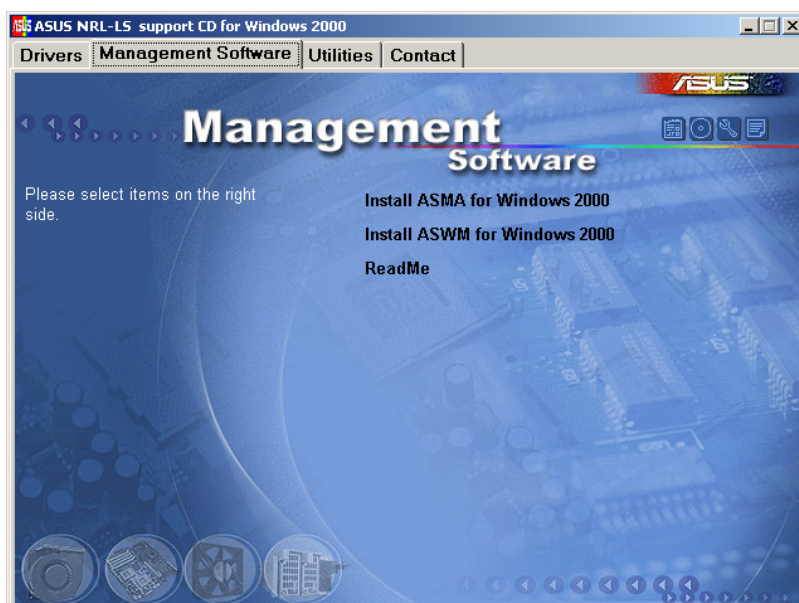 ASUS NRL-LS support CD for Windows 2000
Drivers Management Software Utilities Contact
ASUS
Management
Software
Please select items on the right
side.
Install ASMA for Windows 2000
Install ASWM for Windows 2000
ReadMe